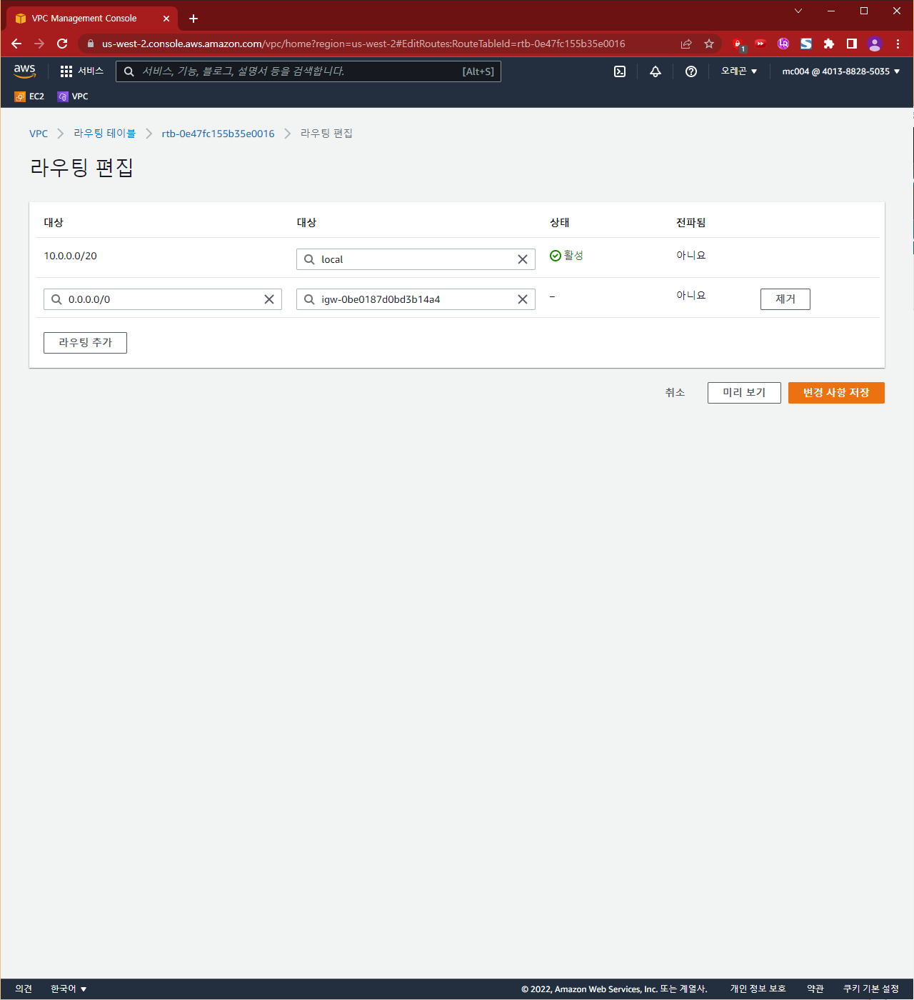 VPC Management Console
us-west-2.console.aws.amazon.com/vpc/home?region=us-west-2#EditRoutes:RouteTableId=rtb-0e47fc155b35e0016
1
aws
서비스
서비스, 기능, 블로그, 설명서 등을 검색합니다.
[Alt+S]
오레곤
mc004 @ 4013-8828-5035
EC2
VPC
VPC
라우팅 테이블
rtb-0e47fc155b35e0016
라우팅 편집
라우팅 편집
대상 대상 상태 전파됨
10.0.0.0/20 local 활성 아니요
0.0.0.0/0 igw-0be0187d0bd3b14a4 – 아니요 제거
라우팅 추가
취소 미리 보기 변경 사항 저장
의견 한국어 © 2022, Amazon Web Services, Inc. 또는 계열사. 개인 정보 보호 약관 쿠키 기본 설정